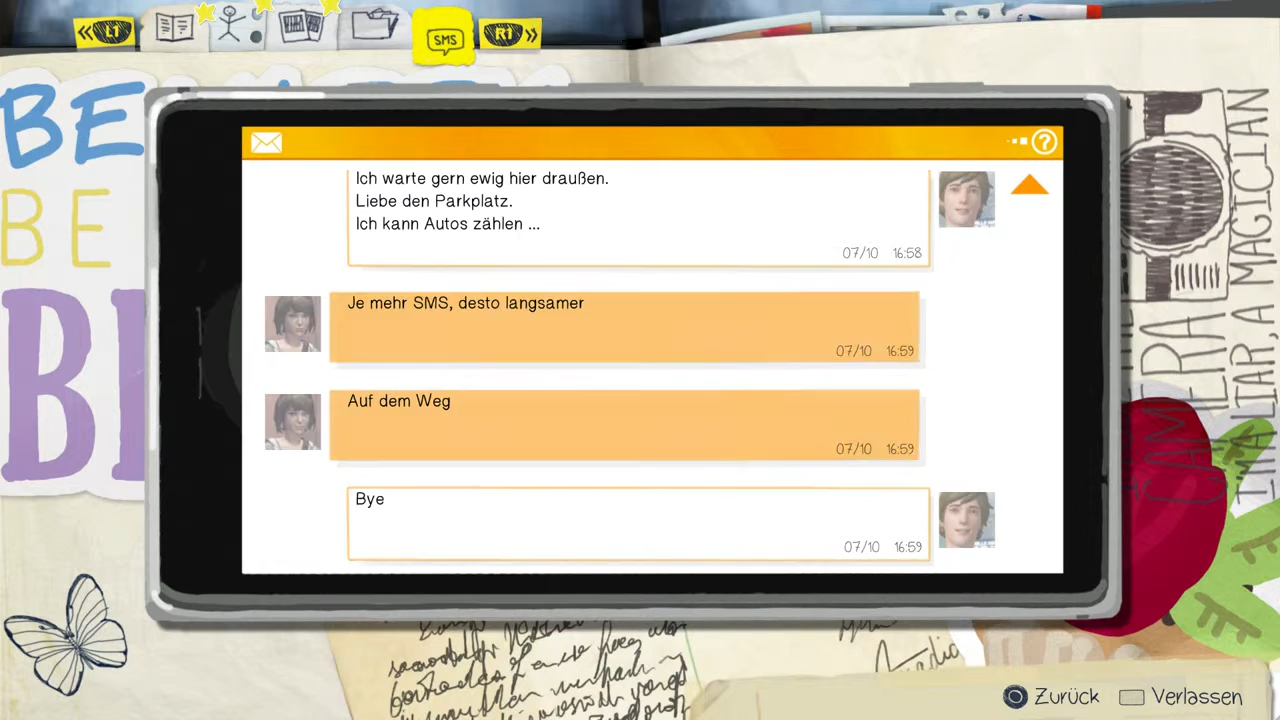 L1
SMS
R1
BE
BE
Ich warte gern ewig hier draußen.
Liebe den Parkplatz.
Ich kann Autos zählen ...
07/10 16:58
Je mehr SMS, desto langsamer
07/10 16:59
Auf dem Weg
07/10 16:59
Bye
07/10 16:59
CAMERA
IM A LIAR, A MAGICIAN
Zurück
Verlassen